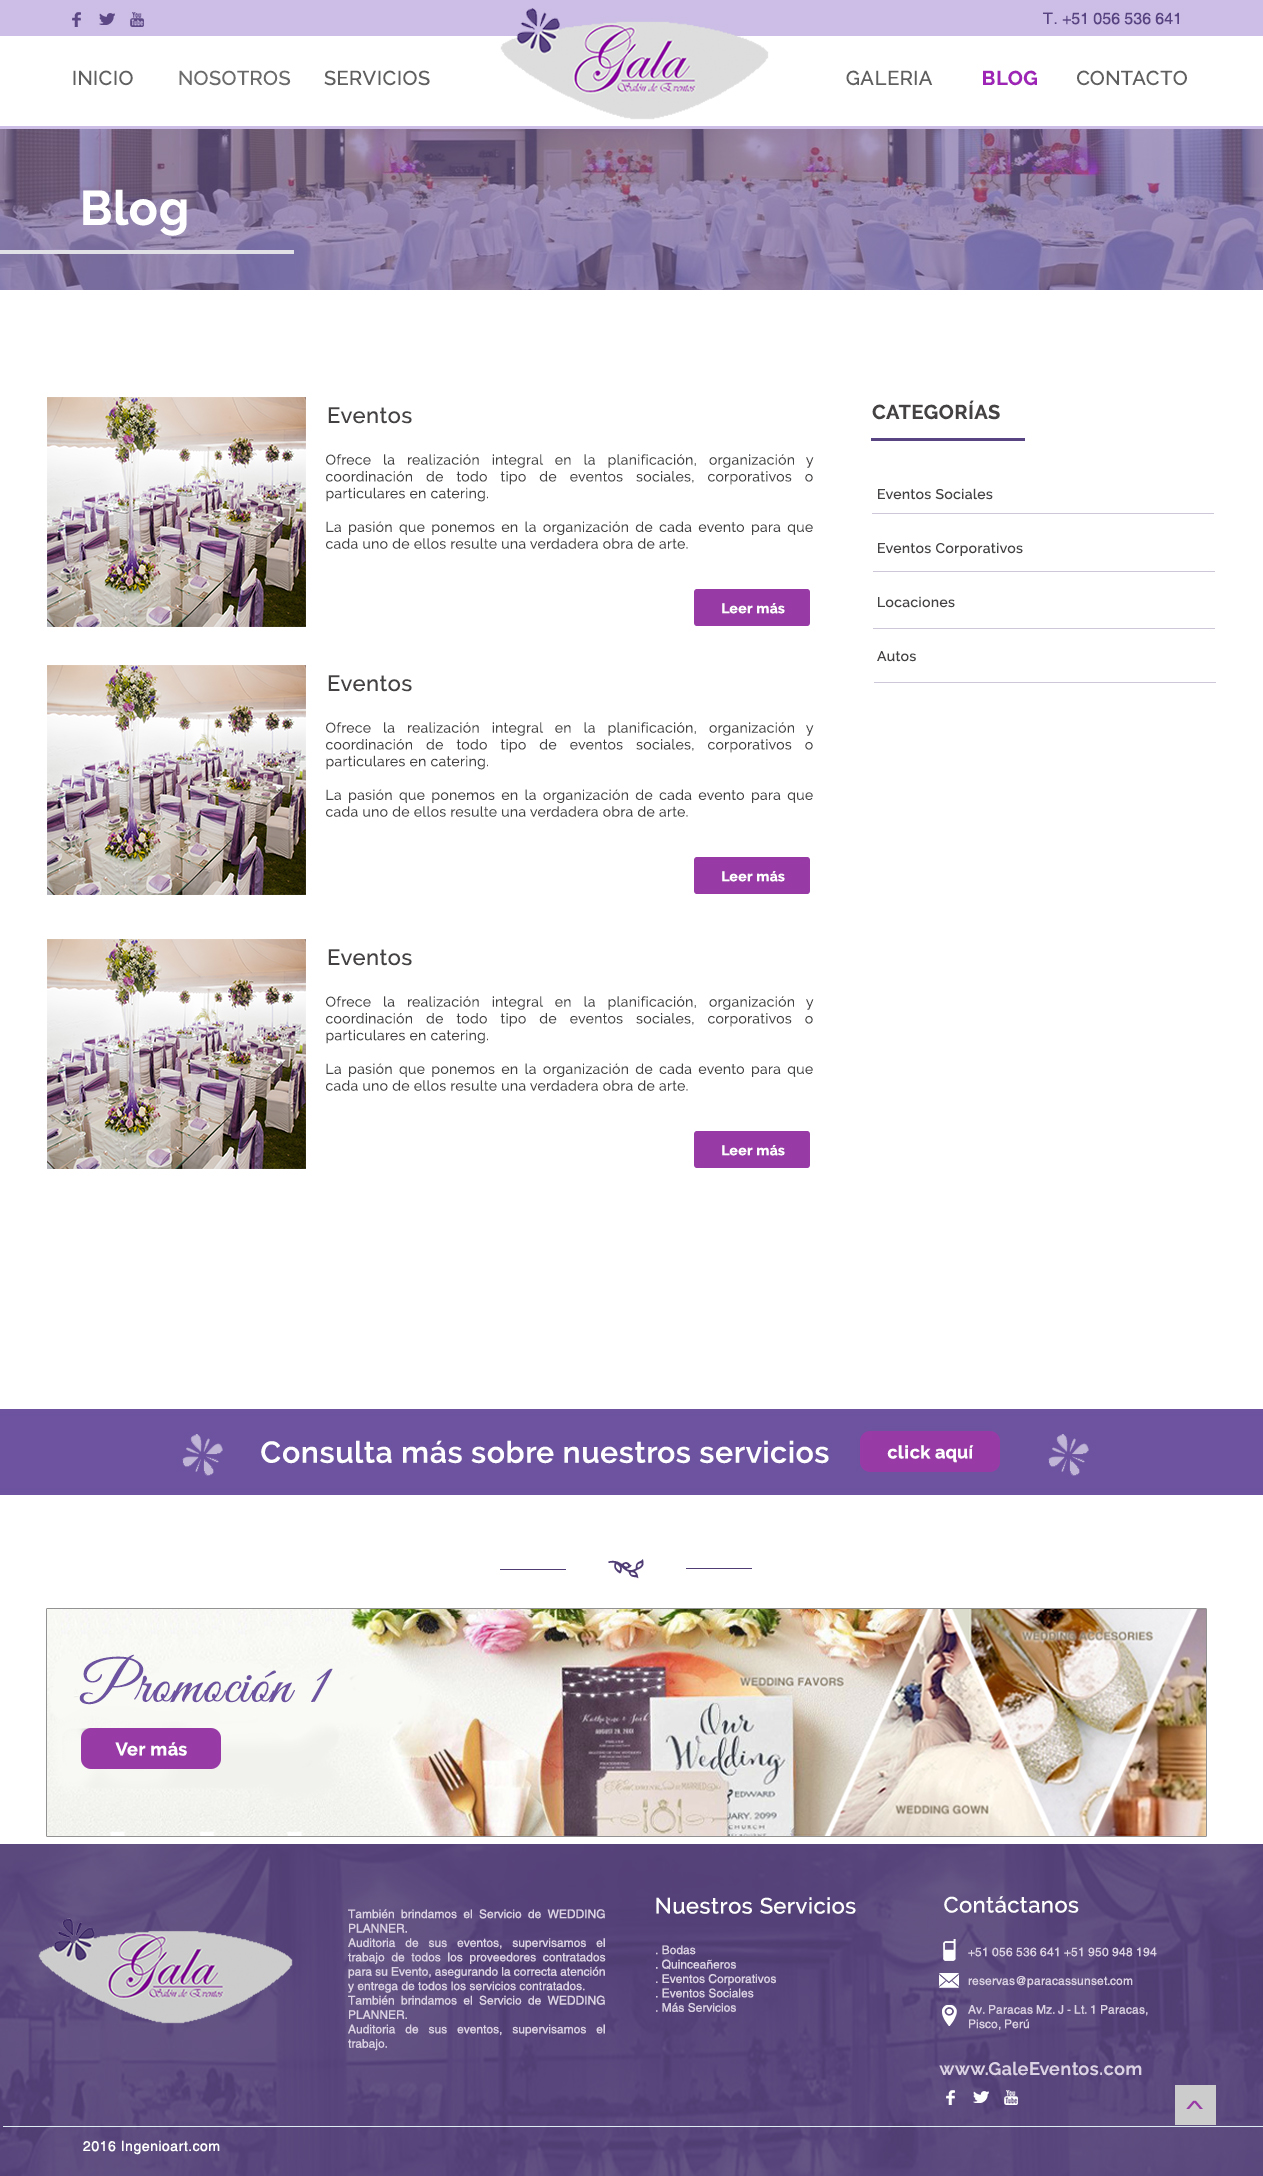 T. +51 056 536 641
INICIO
NOSOTROS
SERVICIOS
Gala
Salón de Eventos
GALERIA
BLOG
CONTACTO
Blog
Eventos
Ofrece la realización integral en la planificación, organización y
coordinación de todo tipo de eventos sociales, corporativos o
particulares en catering.
La pasión que ponemos en la organización de cada evento para que
cada uno de ellos resulte una verdadera obra de arte.
Leer más
Eventos
Ofrece la realización integral en la planificación, organización y
coordinación de todo tipo de eventos sociales, corporativos o
particulares en catering.
La pasión que ponemos en la organización de cada evento para que
cada uno de ellos resulte una verdadera obra de arte.
Leer más
Eventos
Ofrece la realización integral en la planificación, organización y
coordinación de todo tipo de eventos sociales, corporativos o
particulares en catering.
La pasión que ponemos en la organización de cada evento para que
cada uno de ellos resulte una verdadera obra de arte.
Leer más
CATEGORÍAS
Eventos Sociales
Eventos Corporativos
Locaciones
Autos
Consulta más sobre nuestros servicios
click aquí
Promoción 1
Ver más
WEDDING FAVORS
WEDDING ACCESORIES
WEDDING GOWN
Katherine & Josh
AUGUST 29, 20XX
Our
Wedding
EDWARD
UARY, 2099
CHURCH
Gala
Salón de Eventos
También brindamos el Servicio de WEDDING
PLANNER.
Auditoria de sus eventos, supervisamos el
trabajo de todos los proveedores contratados
para su Evento, asegurando la correcta atención
y entrega de todos los servicios contratados.
También brindamos el Servicio de WEDDING
PLANNER.
Auditoria de sus eventos, supervisamos el
trabajo.
Nuestros Servicios
. Bodas
. Quinceañeros
. Eventos Corporativos
. Eventos Sociales
. Más Servicios
Contáctanos
+51 056 536 641 +51 950 948 194
reservas@paracassunset.com
Av. Paracas Mz. J - Lt. 1 Paracas,
Pisco, Perú
www.GaleEventos.com
2016 Ingenioart.com